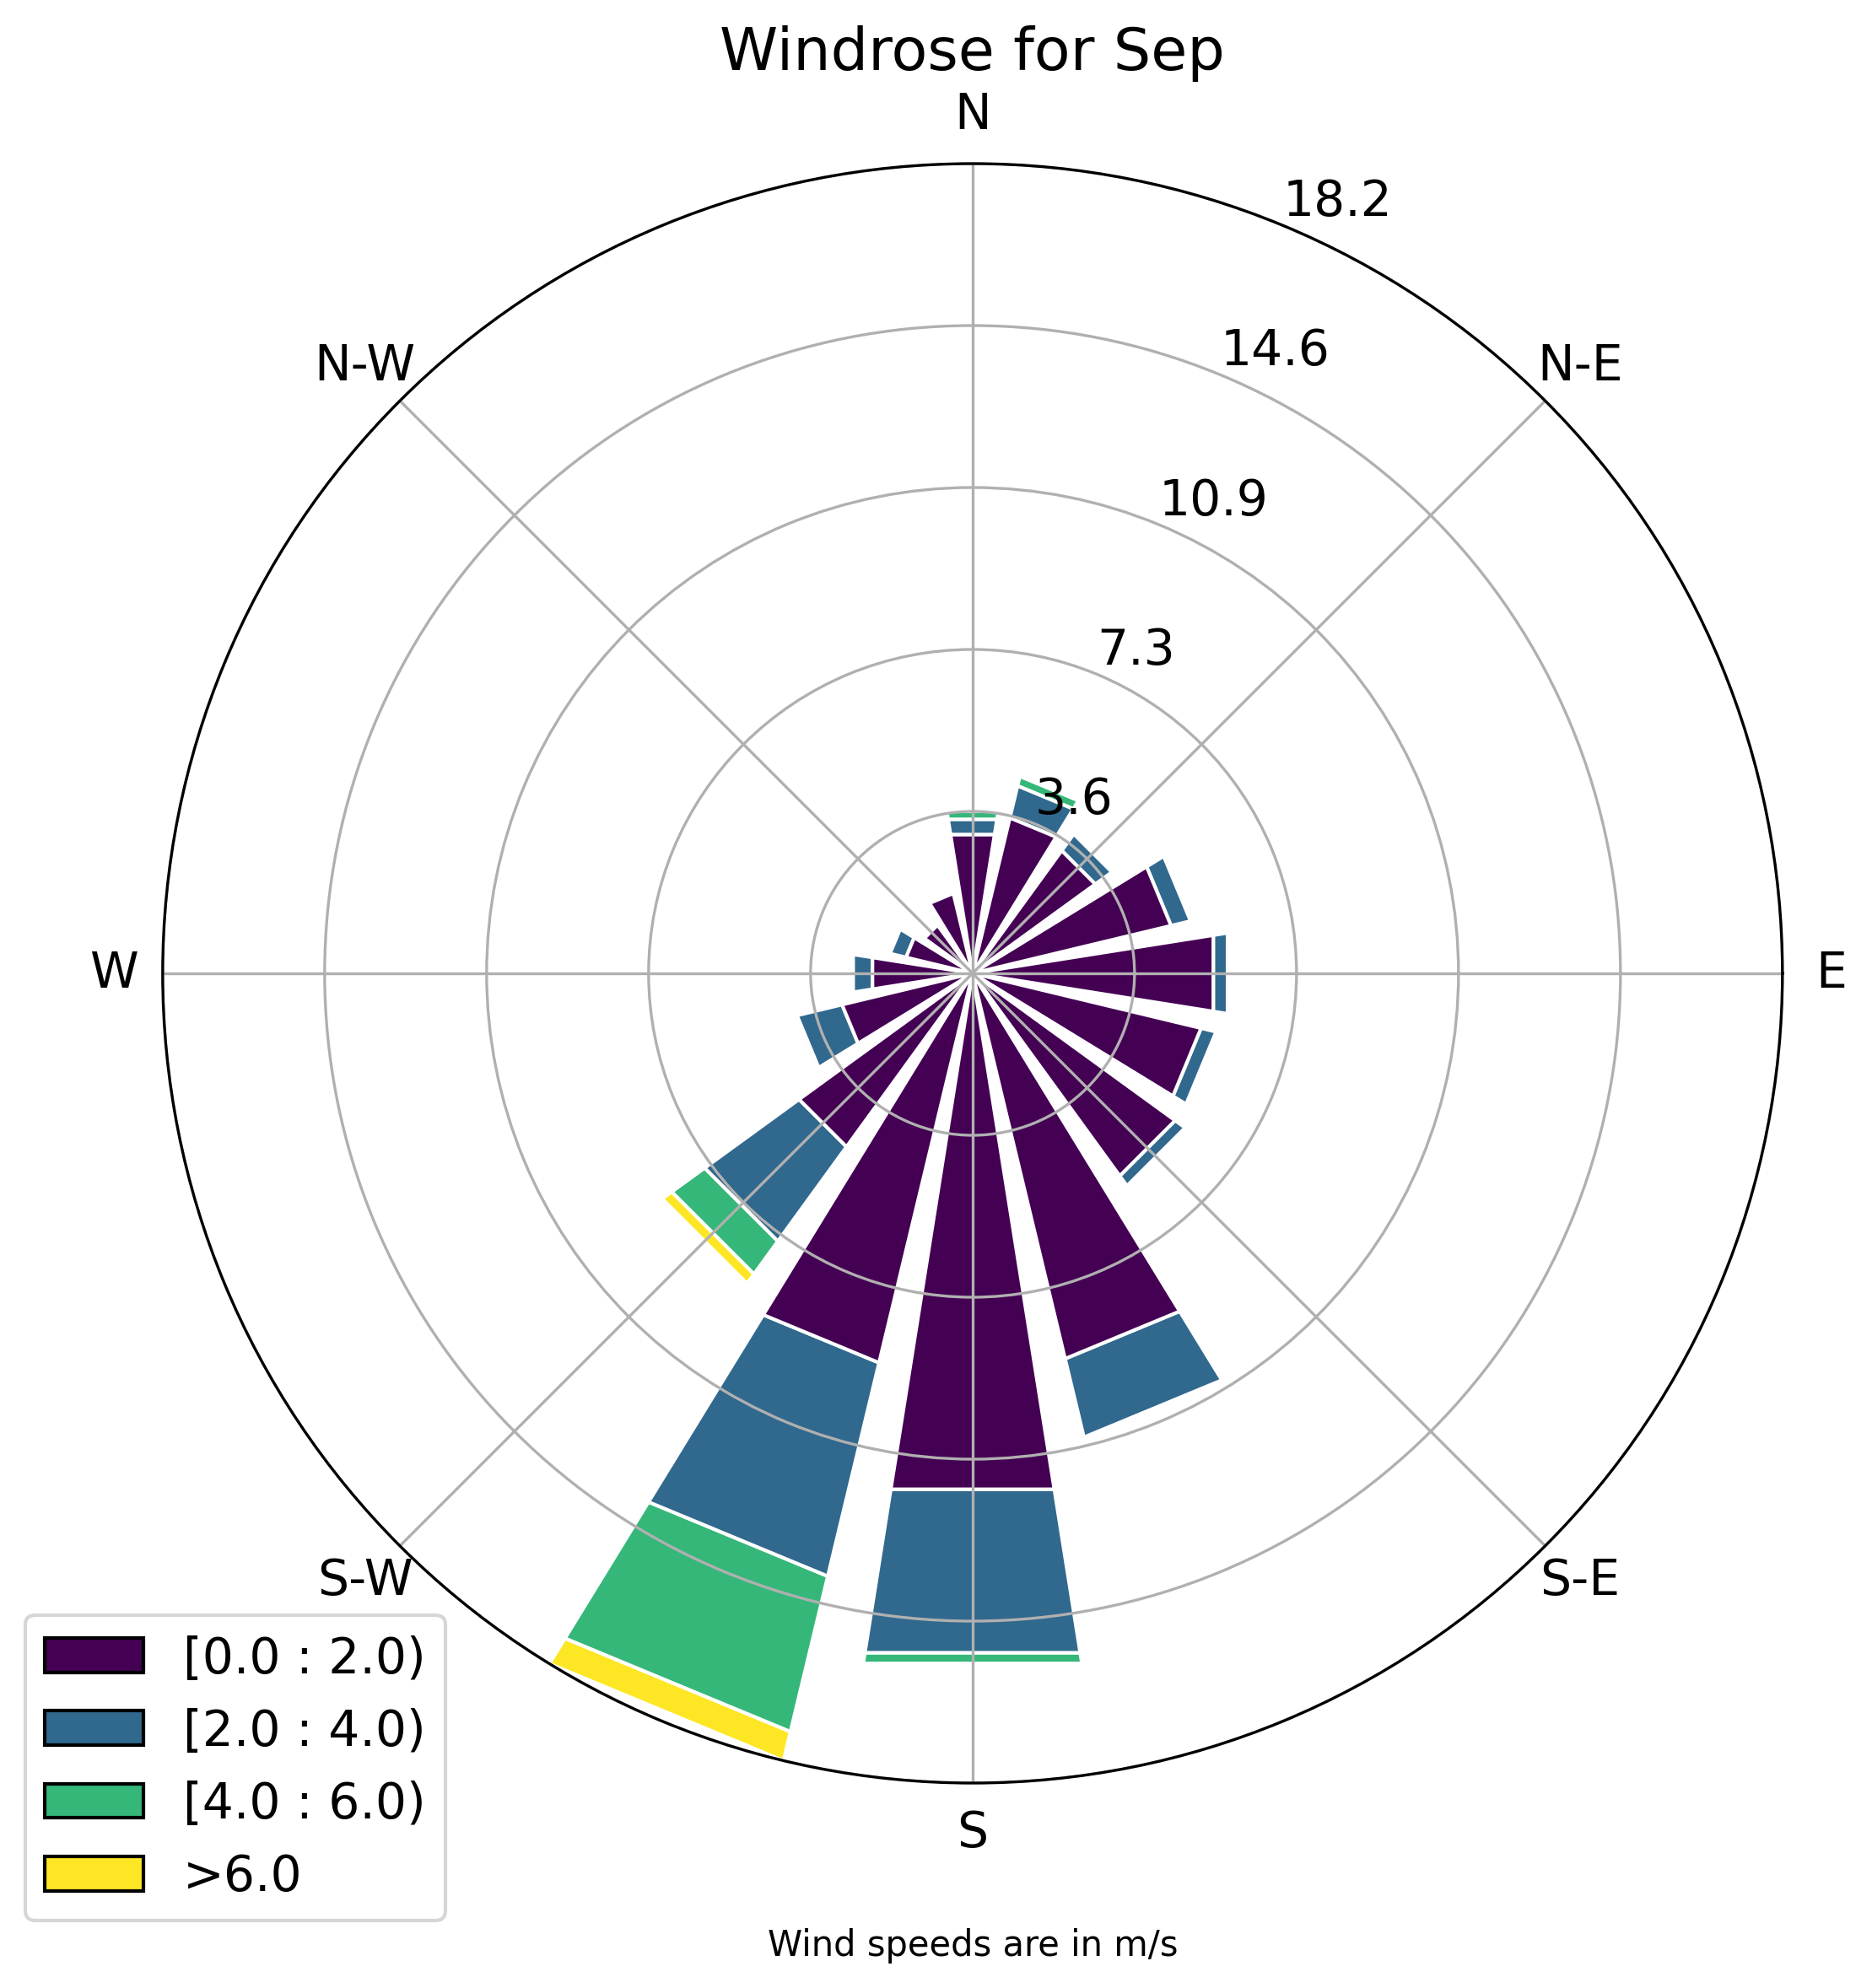 Windrose for Sep
N
18.2
14.6
N-W
N-E
10.9
7.3
3.6
W
E
S-W
S-E
[0.0 : 2.0)
[2.0 : 4.0)
[4.0 : 6.0)
>6.0
S
Wind speeds are in m/s